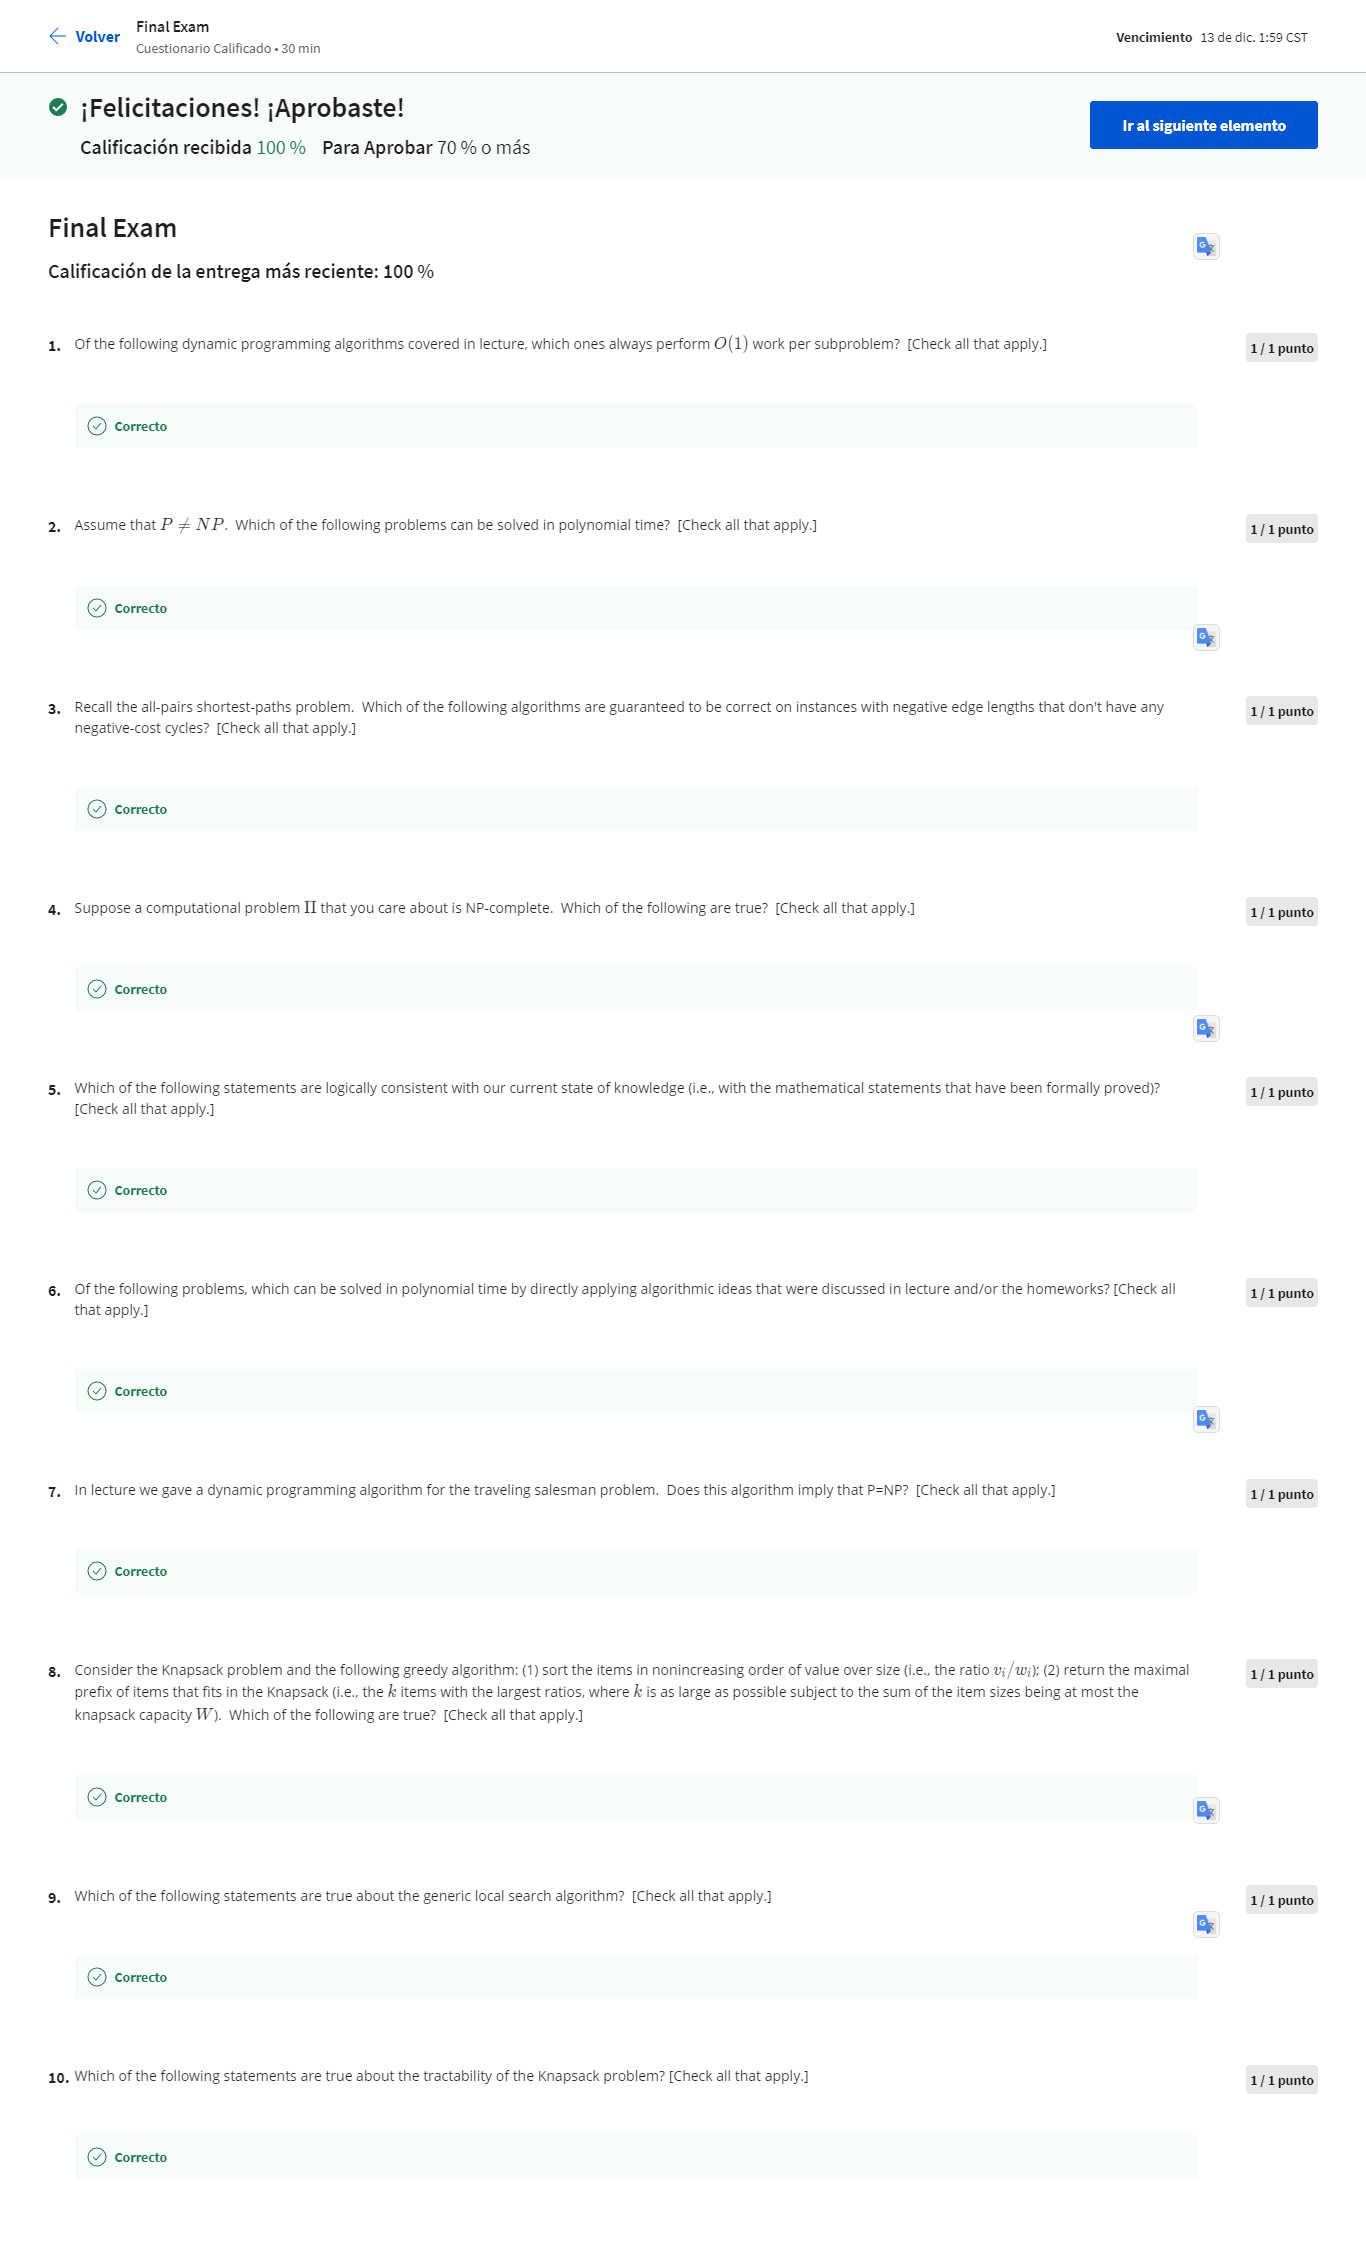 Volver
Final Exam
Cuestionario Calificado • 30 min
Vencimiento 13 de dic. 1:59 CST
¡Felicitaciones! ¡Aprobaste!
Calificación recibida 100 % Para Aprobar 70 % o más
Ir al siguiente elemento
Final Exam
Calificación de la entrega más reciente: 100 %
1. Of the following dynamic programming algorithms covered in lecture, which ones always perform O(1) work per subproblem? [Check all that apply.]
1 / 1 punto
Correcto
2. Assume that P ≠ NP. Which of the following problems can be solved in polynomial time? [Check all that apply.]
1 / 1 punto
Correcto
3. Recall the all-pairs shortest-paths problem. Which of the following algorithms are guaranteed to be correct on instances with negative edge lengths that don't have any
negative-cost cycles? [Check all that apply.]
1 / 1 punto
Correcto
4. Suppose a computational problem Π that you care about is NP-complete. Which of the following are true? [Check all that apply.]
1 / 1 punto
Correcto
5. Which of the following statements are logically consistent with our current state of knowledge (i.e., with the mathematical statements that have been formally proved)?
[Check all that apply.]
1 / 1 punto
Correcto
6. Of the following problems, which can be solved in polynomial time by directly applying algorithmic ideas that were discussed in lecture and/or the homeworks? [Check all
that apply.]
1 / 1 punto
Correcto
7. In lecture we gave a dynamic programming algorithm for the traveling salesman problem. Does this algorithm imply that P=NP? [Check all that apply.]
1 / 1 punto
Correcto
8. Consider the Knapsack problem and the following greedy algorithm: (1) sort the items in nonincreasing order of value over size (i.e., the ratio vᵢ/wᵢ); (2) return the maximal
prefix of items that fits in the Knapsack (i.e., the k items with the largest ratios, where k is as large as possible subject to the sum of the item sizes being at most the
knapsack capacity W). Which of the following are true? [Check all that apply.]
1 / 1 punto
Correcto
9. Which of the following statements are true about the generic local search algorithm? [Check all that apply.]
1 / 1 punto
Correcto
10. Which of the following statements are true about the tractability of the Knapsack problem? [Check all that apply.]
1 / 1 punto
Correcto